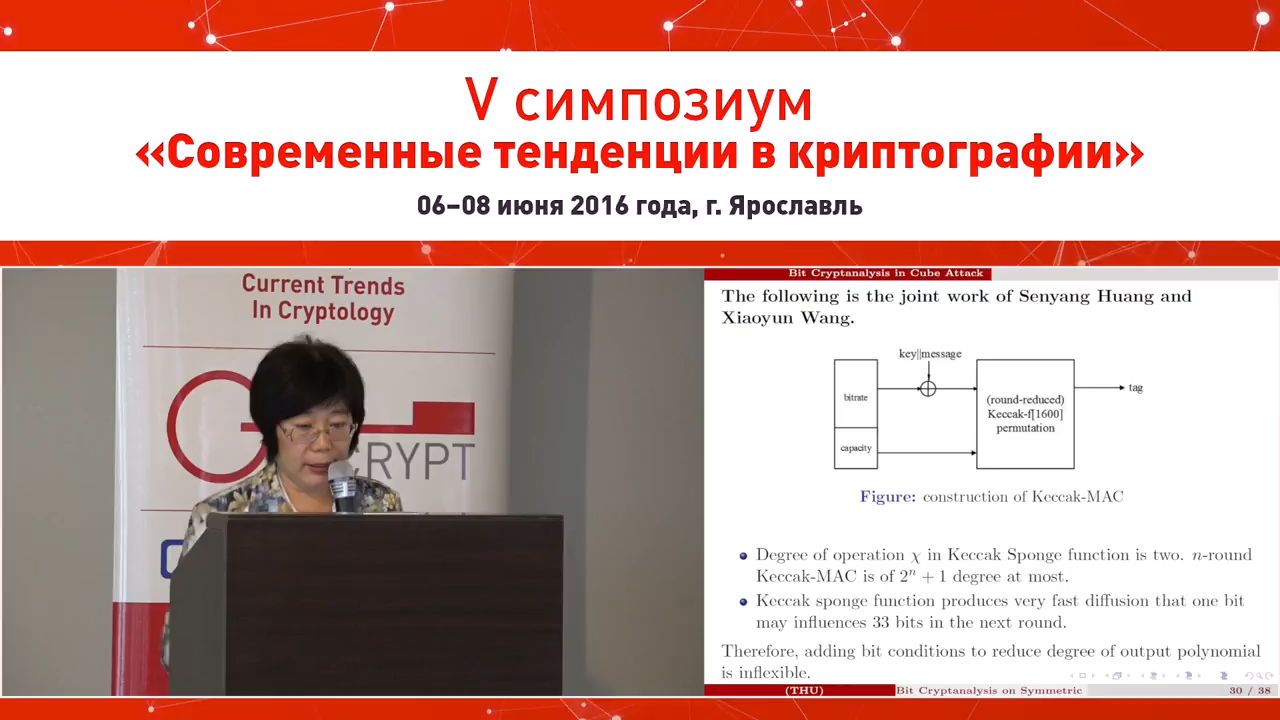 V симпозиум
«Современные тенденции в криптографии»
06–08 июня 2016 года, г. Ярославль
Current Trends
In Cryptology
CRYPT
Bit Cryptanalysis in Cube Attack
The following is the joint work of Senyang Huang and
Xiaoyun Wang.
key||message
bitrate
capacity
(round-reduced)
Keccak-f[1600]
permutation
tag
Figure: construction of Keccak-MAC
Degree of operation χ in Keccak Sponge function is two. n-round
Keccak-MAC is of 2ⁿ + 1 degree at most.
Keccak sponge function produces very fast diffusion that one bit
may influences 33 bits in the next round.
Therefore, adding bit conditions to reduce degree of output polynomial
is inflexible.
(THU)
Bit Cryptanalysis on Symmetric
30 / 38